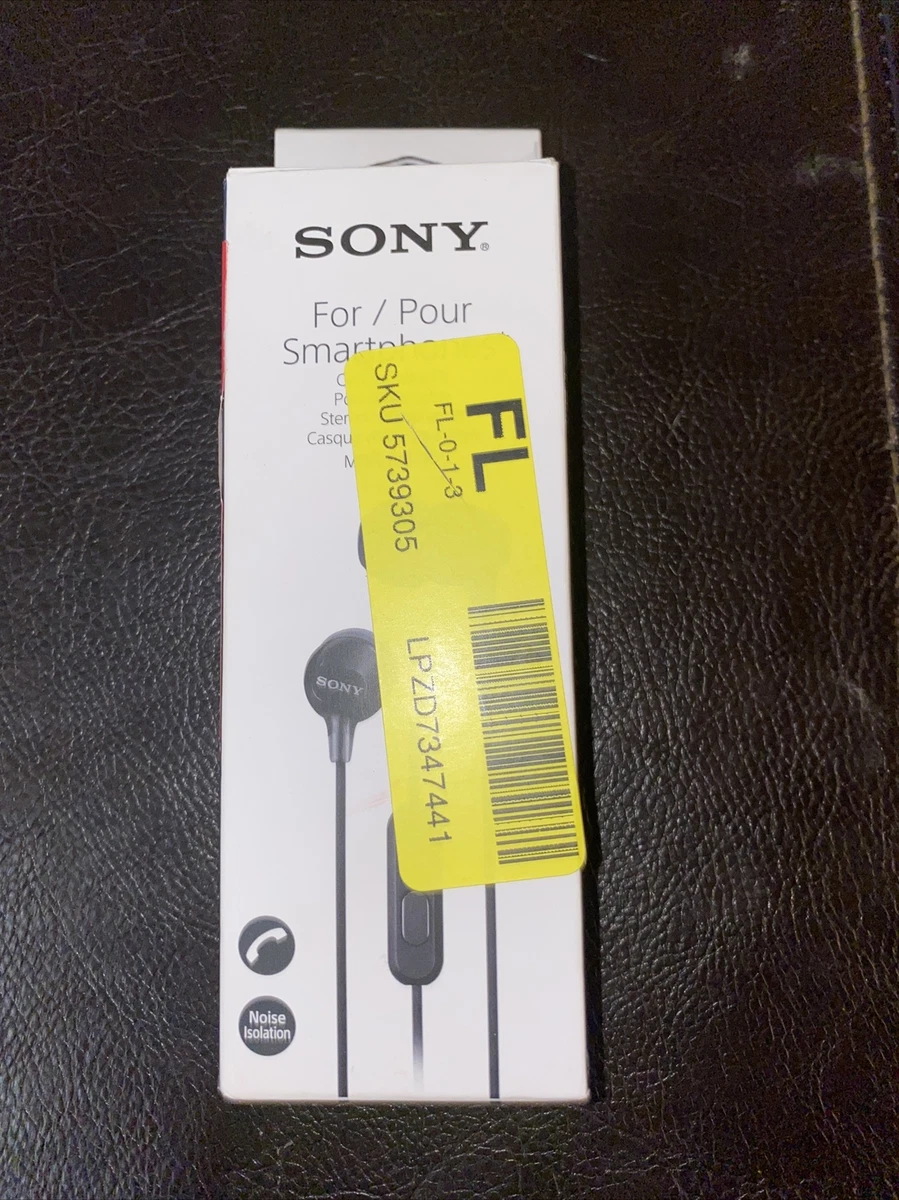 SONY®
For / Pour
FL
FL-0-1-3
SKU 5739305
LPZD7347441
SONY
Noise
Isolation